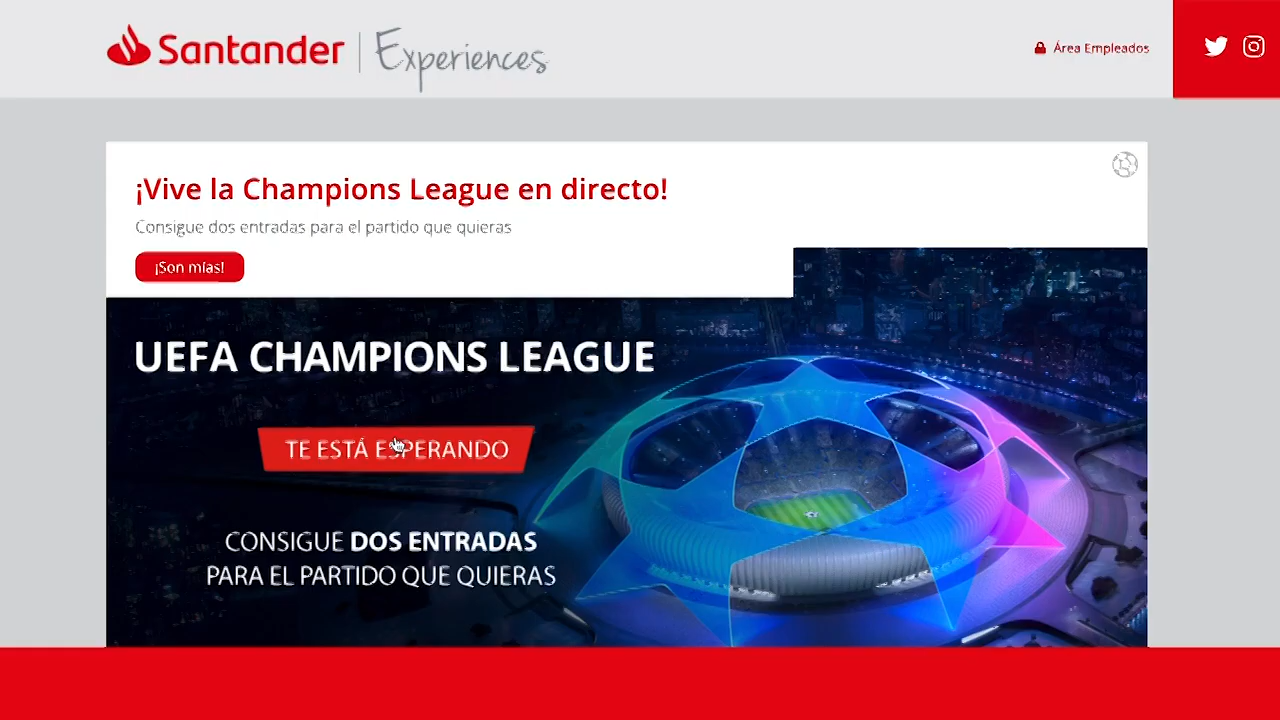 Santander Experiences
Área Empleados
¡Vive la Champions League en directo!
Consigue dos entradas para el partido que quieras
¡Son mías!
UEFA CHAMPIONS LEAGUE
TE ESTÁ ESPERANDO
CONSIGUE DOS ENTRADAS
PARA EL PARTIDO QUE QUIERAS